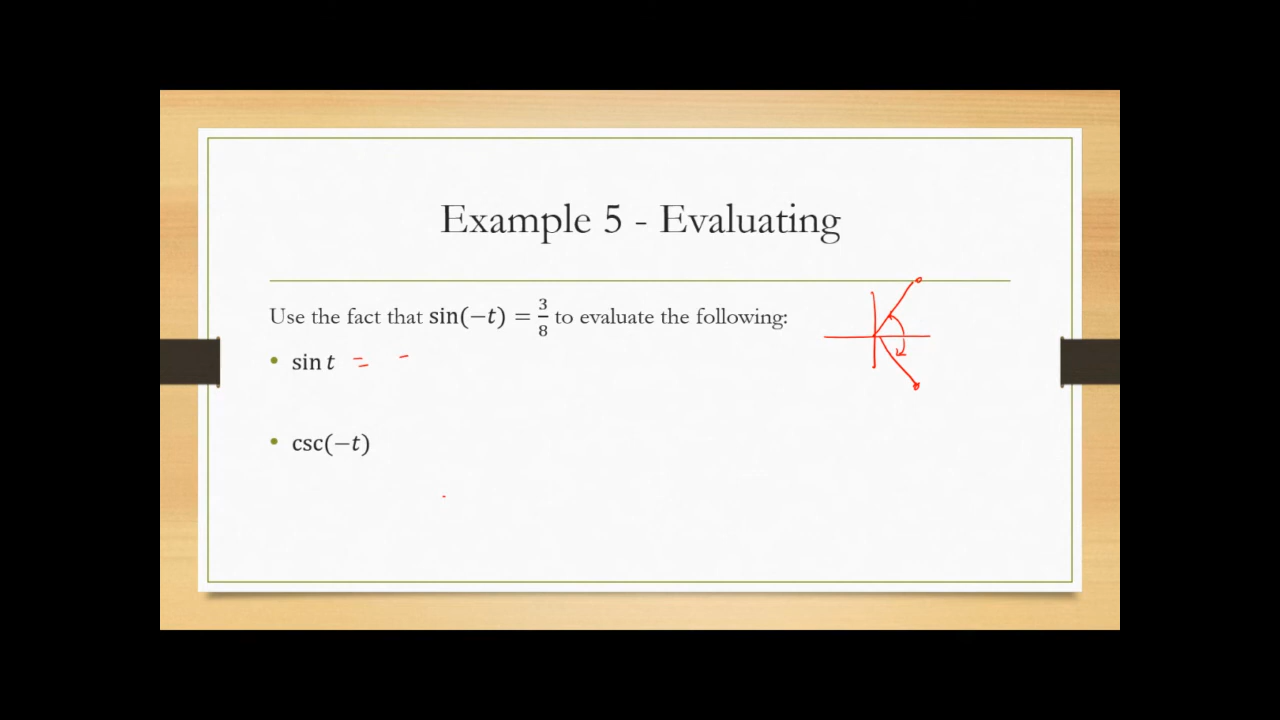 Example 5 - Evaluating
Use the fact that sin(−t) = 3/8 to evaluate the following:
• sin t = -
• csc(−t)